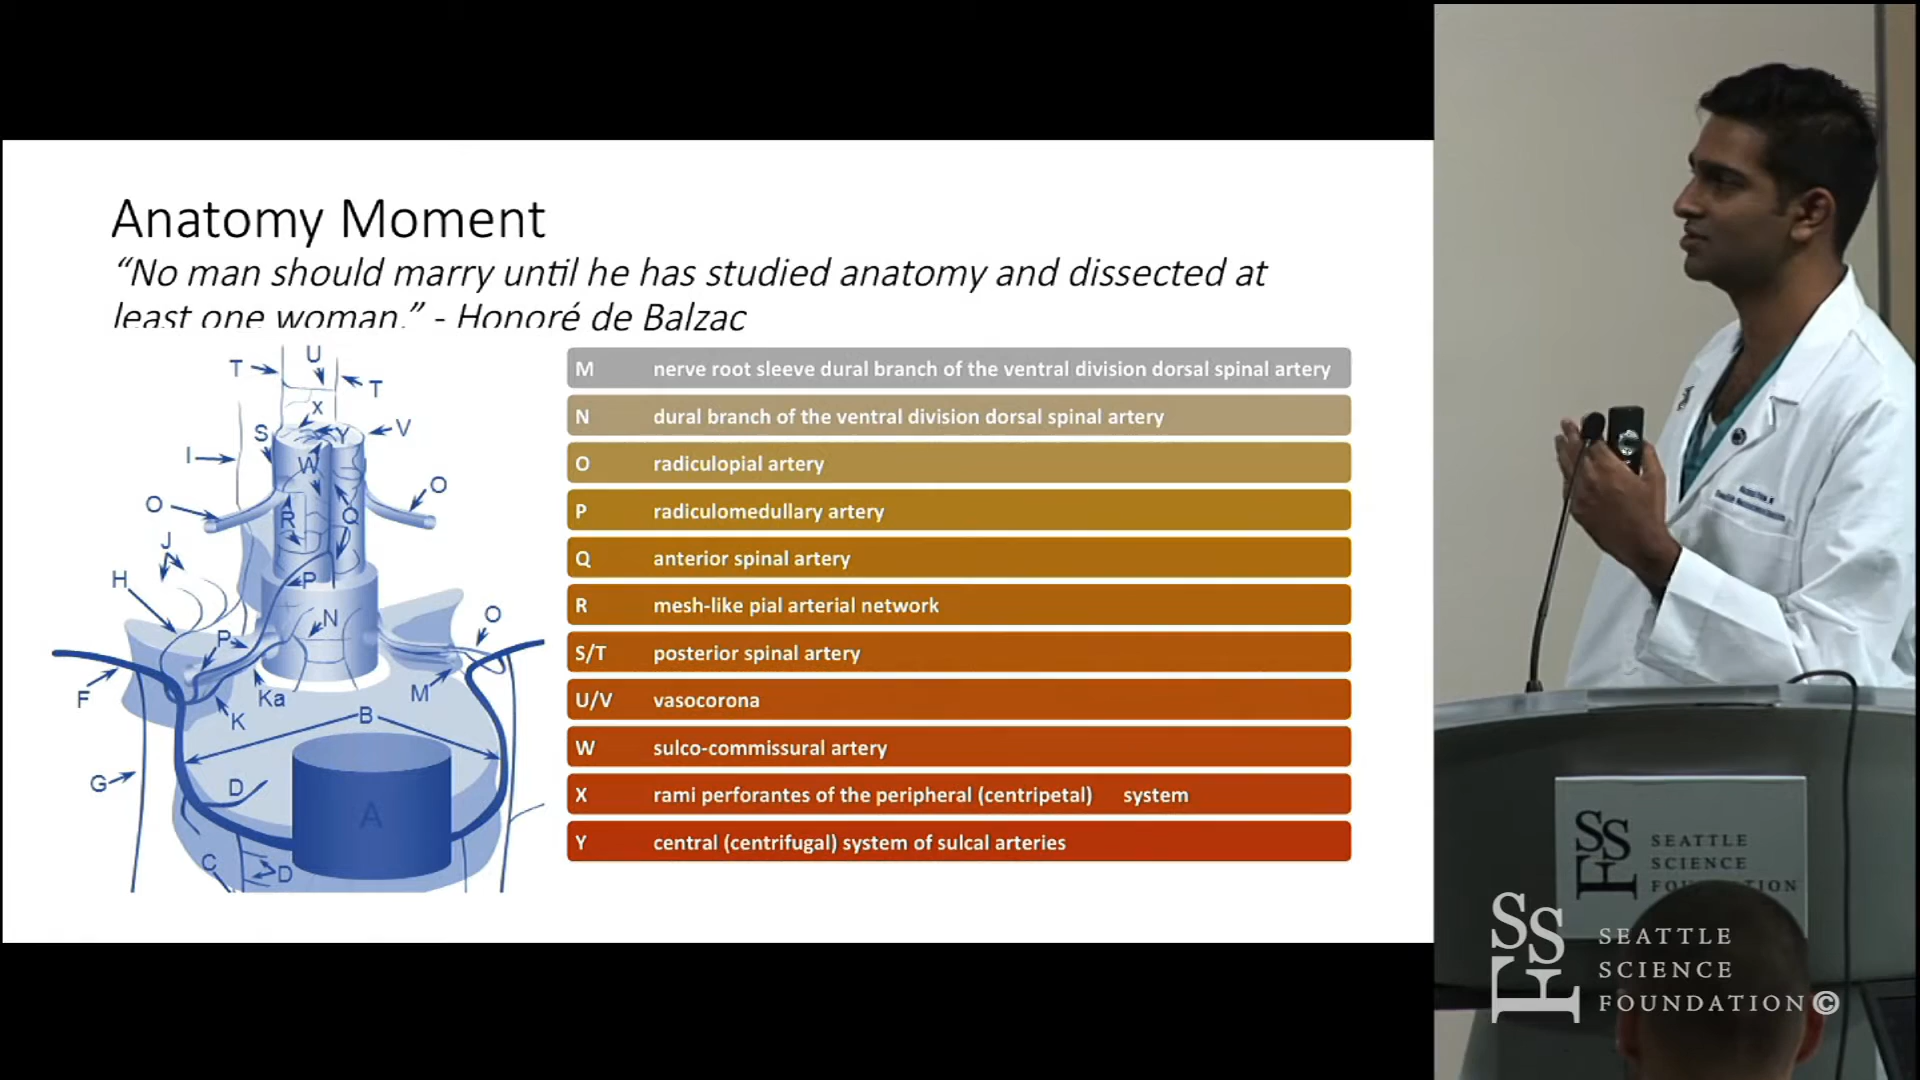 Anatomy Moment
“No man should marry until he has studied anatomy and dissected at
least one woman.” - Honoré de Balzac
T
U
T
X
S
Y
V
I
W
O
O
R
Q
J
H
P
N
O
P
F
Ka
M
K
B
G
D
A
C
D
M nerve root sleeve dural branch of the ventral division dorsal spinal artery
N dural branch of the ventral division dorsal spinal artery
O radiculopial artery
P radiculomedullary artery
Q anterior spinal artery
R mesh-like pial arterial network
S/T posterior spinal artery
U/V vasocorona
W sulco-commissural artery
X rami perforantes of the peripheral (centripetal) system
Y central (centrifugal) system of sulcal arteries
SSF
SEATTLE
SCIENCE
SSF
SEATTLE
SCIENCE
FOUNDATION©